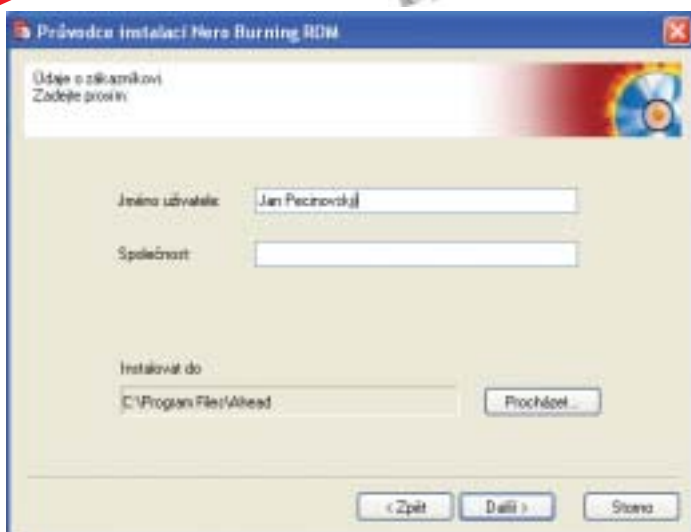 Průvodce instalací Nero Burning ROM
Údaje o zákazníkovi
Zadejte prosím:
Jméno uživatele:
Jan Pecinovský
Společnost:
Instalovat do
C:\Program Files\Ahead
Procházet...
< Zpět
Další >
Storno